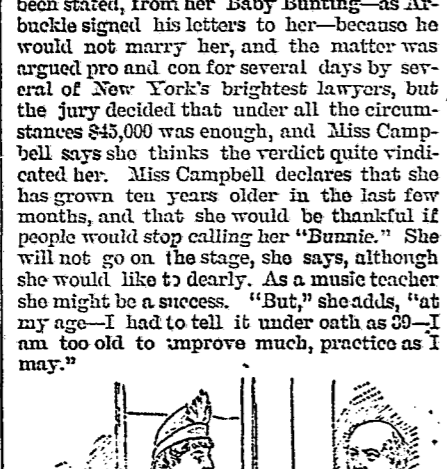 been stated, from her Baby Bunting—as Ar-
buckle signed his letters to her—because he
would not marry her, and the matter was
argued pro and con for several days by sev-
eral of New York's brightest lawyers, but
the jury decided that under all the circum-
stances $45,000 was enough, and Miss Camp-
bell says she thinks the verdict quite vindi-
cated her. Miss Campbell declares that she
has grown ten years older in the last few
months, and that she would be thankful if
people would stop calling her "Bunnie." She
will not go on the stage, she says, although
she would like to dearly. As a music teacher
she might be a success. "But," she adds, "at
my age—I had to tell it under oath as 39—I
am too old to improve much, practice as I
may."